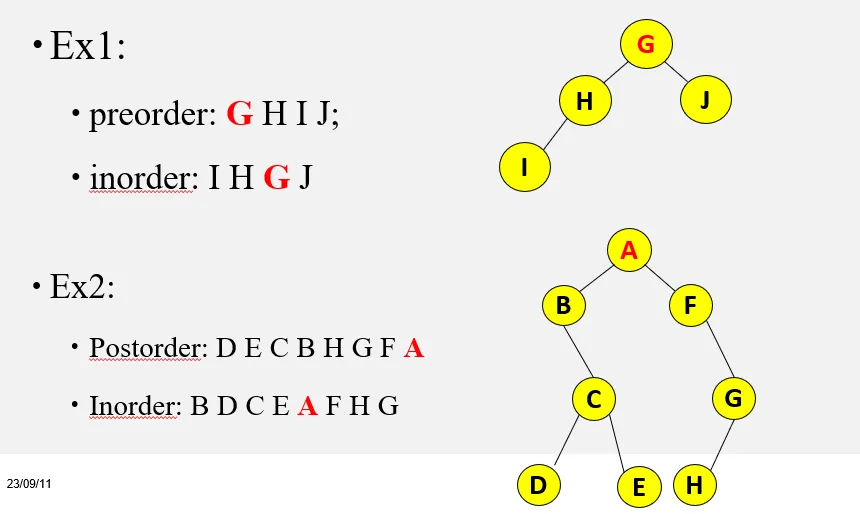 • Ex1:
• preorder: G H I J;
• inorder: I H G J
G
H
J
I
• Ex2:
• Postorder: D E C B H G F A
• Inorder: B D C E A F H G
A
B
F
C
G
D
E
H
23/09/11